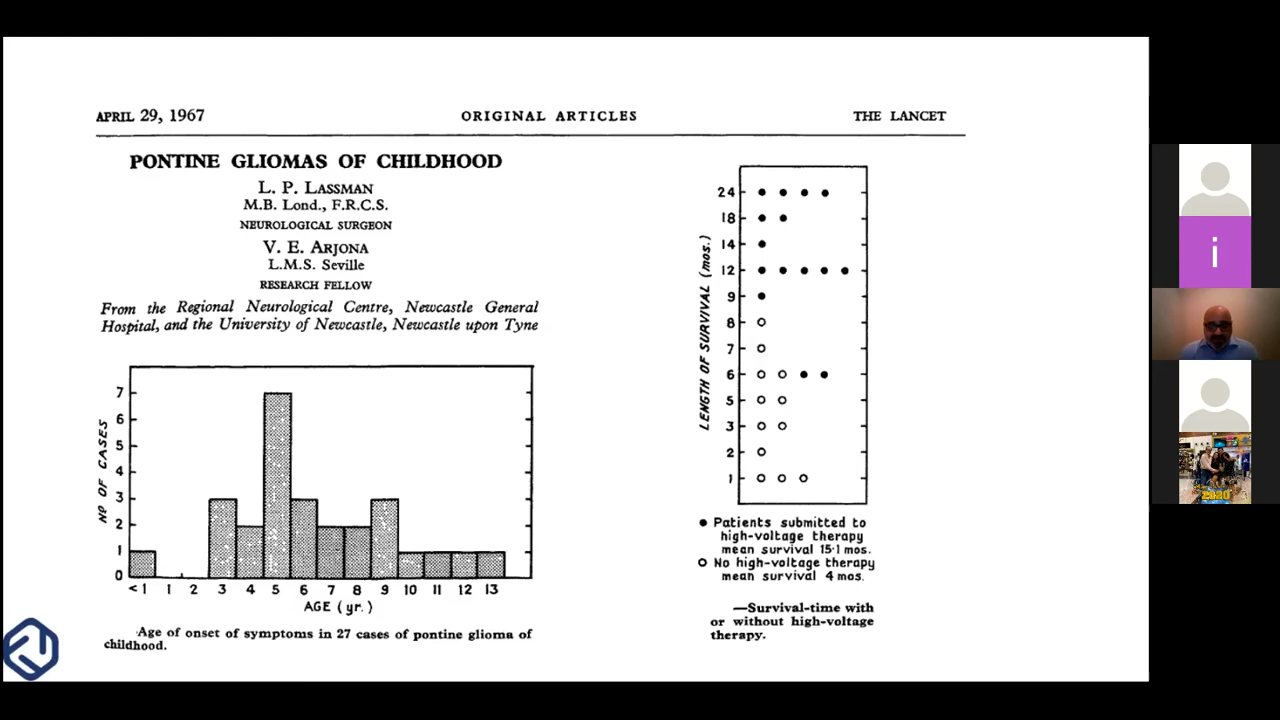 APRIL 29, 1967 ORIGINAL ARTICLES THE LANCET
PONTINE GLIOMAS OF CHILDHOOD
L. P. LASSMAN
M.B. Lond., F.R.C.S.
NEUROLOGICAL SURGEON
V. E. ARJONA
L.M.S. Seville
RESEARCH FELLOW
From the Regional Neurological Centre, Newcastle General
Hospital, and the University of Newcastle, Newcastle upon Tyne
Nº OF CASES
7
6
5
4
3
2
1
0
<1 1 2 3 4 5 6 7 8 9 10 11 12 13
AGE (yr.)
Age of onset of symptoms in 27 cases of pontine glioma of
childhood.
LENGTH OF SURVIVAL (mos.)
24
18
14
12
9
8
7
6
5
3
2
1
Patients submitted to
high-voltage therapy
mean survival 15·1 mos.
No high-voltage therapy
mean survival 4 mos.
—Survival-time with
or without high-voltage
therapy.
i
2020